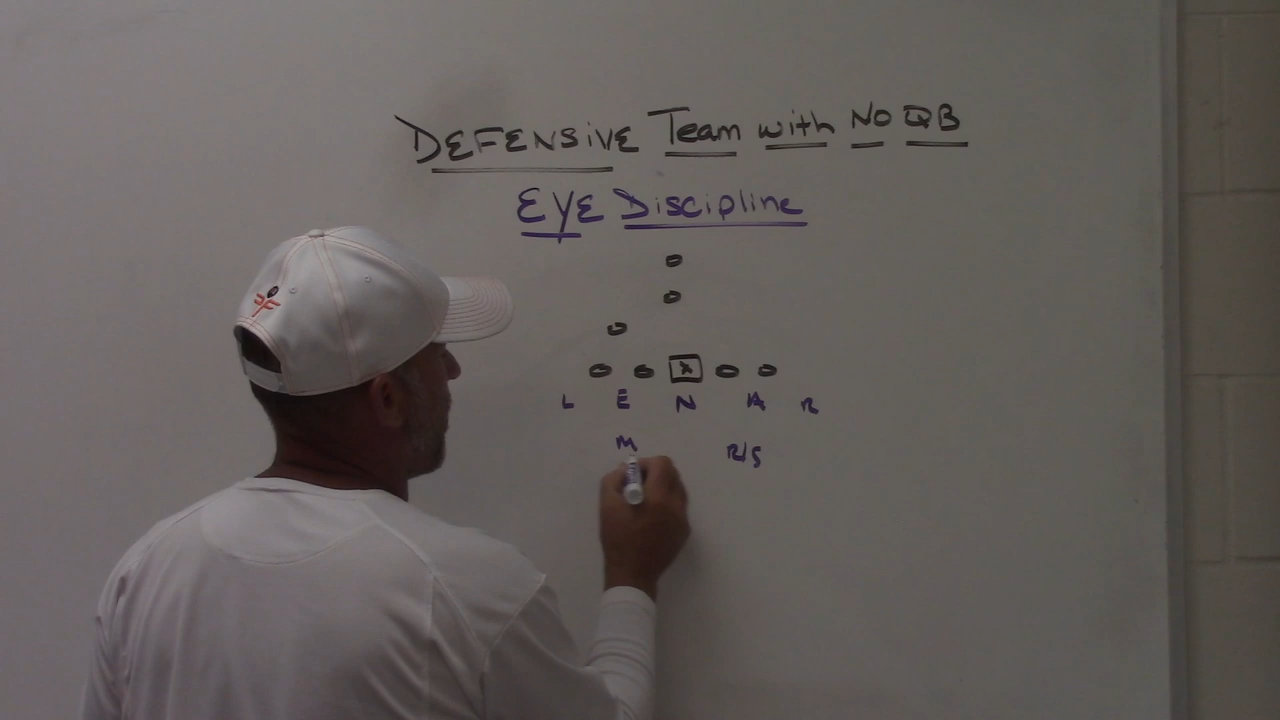 DEFENSIVE Team with NO QB
EYE Discipline
X
L E N A R
M R/S